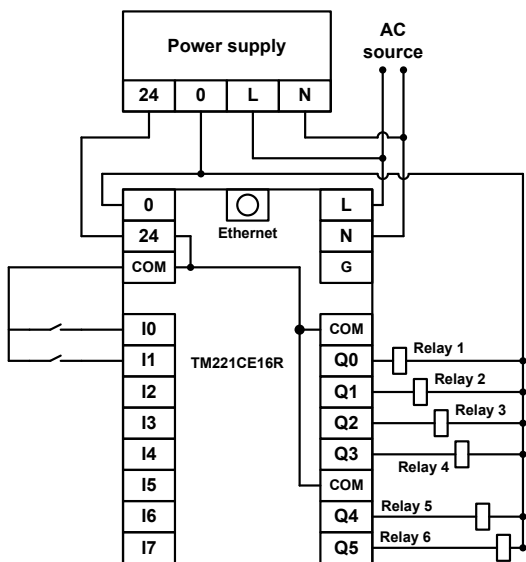 AC
source
Power supply
24 0 L N
0 L
Ethernet
24 N
COM G
I0 COM
I1 TM221CE16R Q0 Relay 1
I2 Q1 Relay 2
I3 Q2 Relay 3
I4 Q3 Relay 4
I5 COM
I6 Q4 Relay 5
I7 Q5 Relay 6